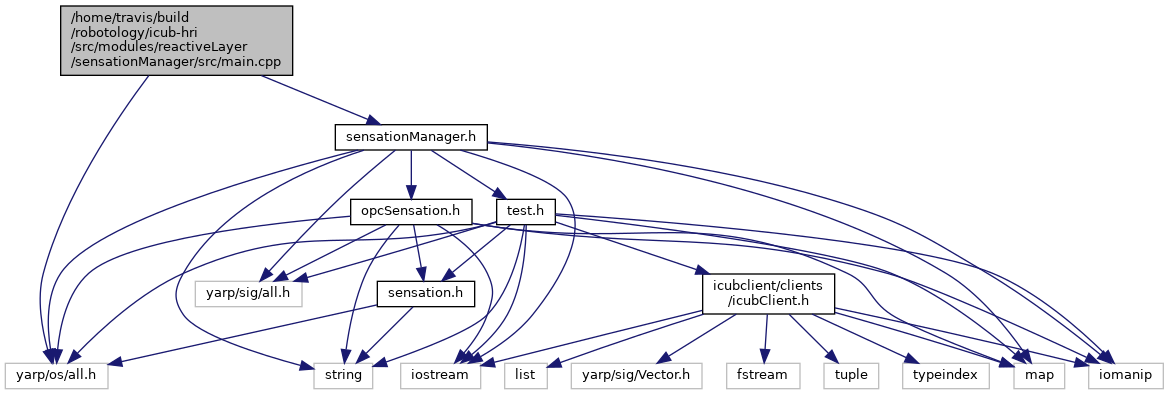 /home/travis/build
/robotology/icub-hri
/src/modules/reactiveLayer
/sensationManager/src/main.cpp
sensationManager.h
opcSensation.h
test.h
yarp/sig/all.h
sensation.h
icubclient/clients
/icubClient.h
yarp/os/all.h
string
iostream
list
yarp/sig/Vector.h
fstream
tuple
typeindex
map
iomanip